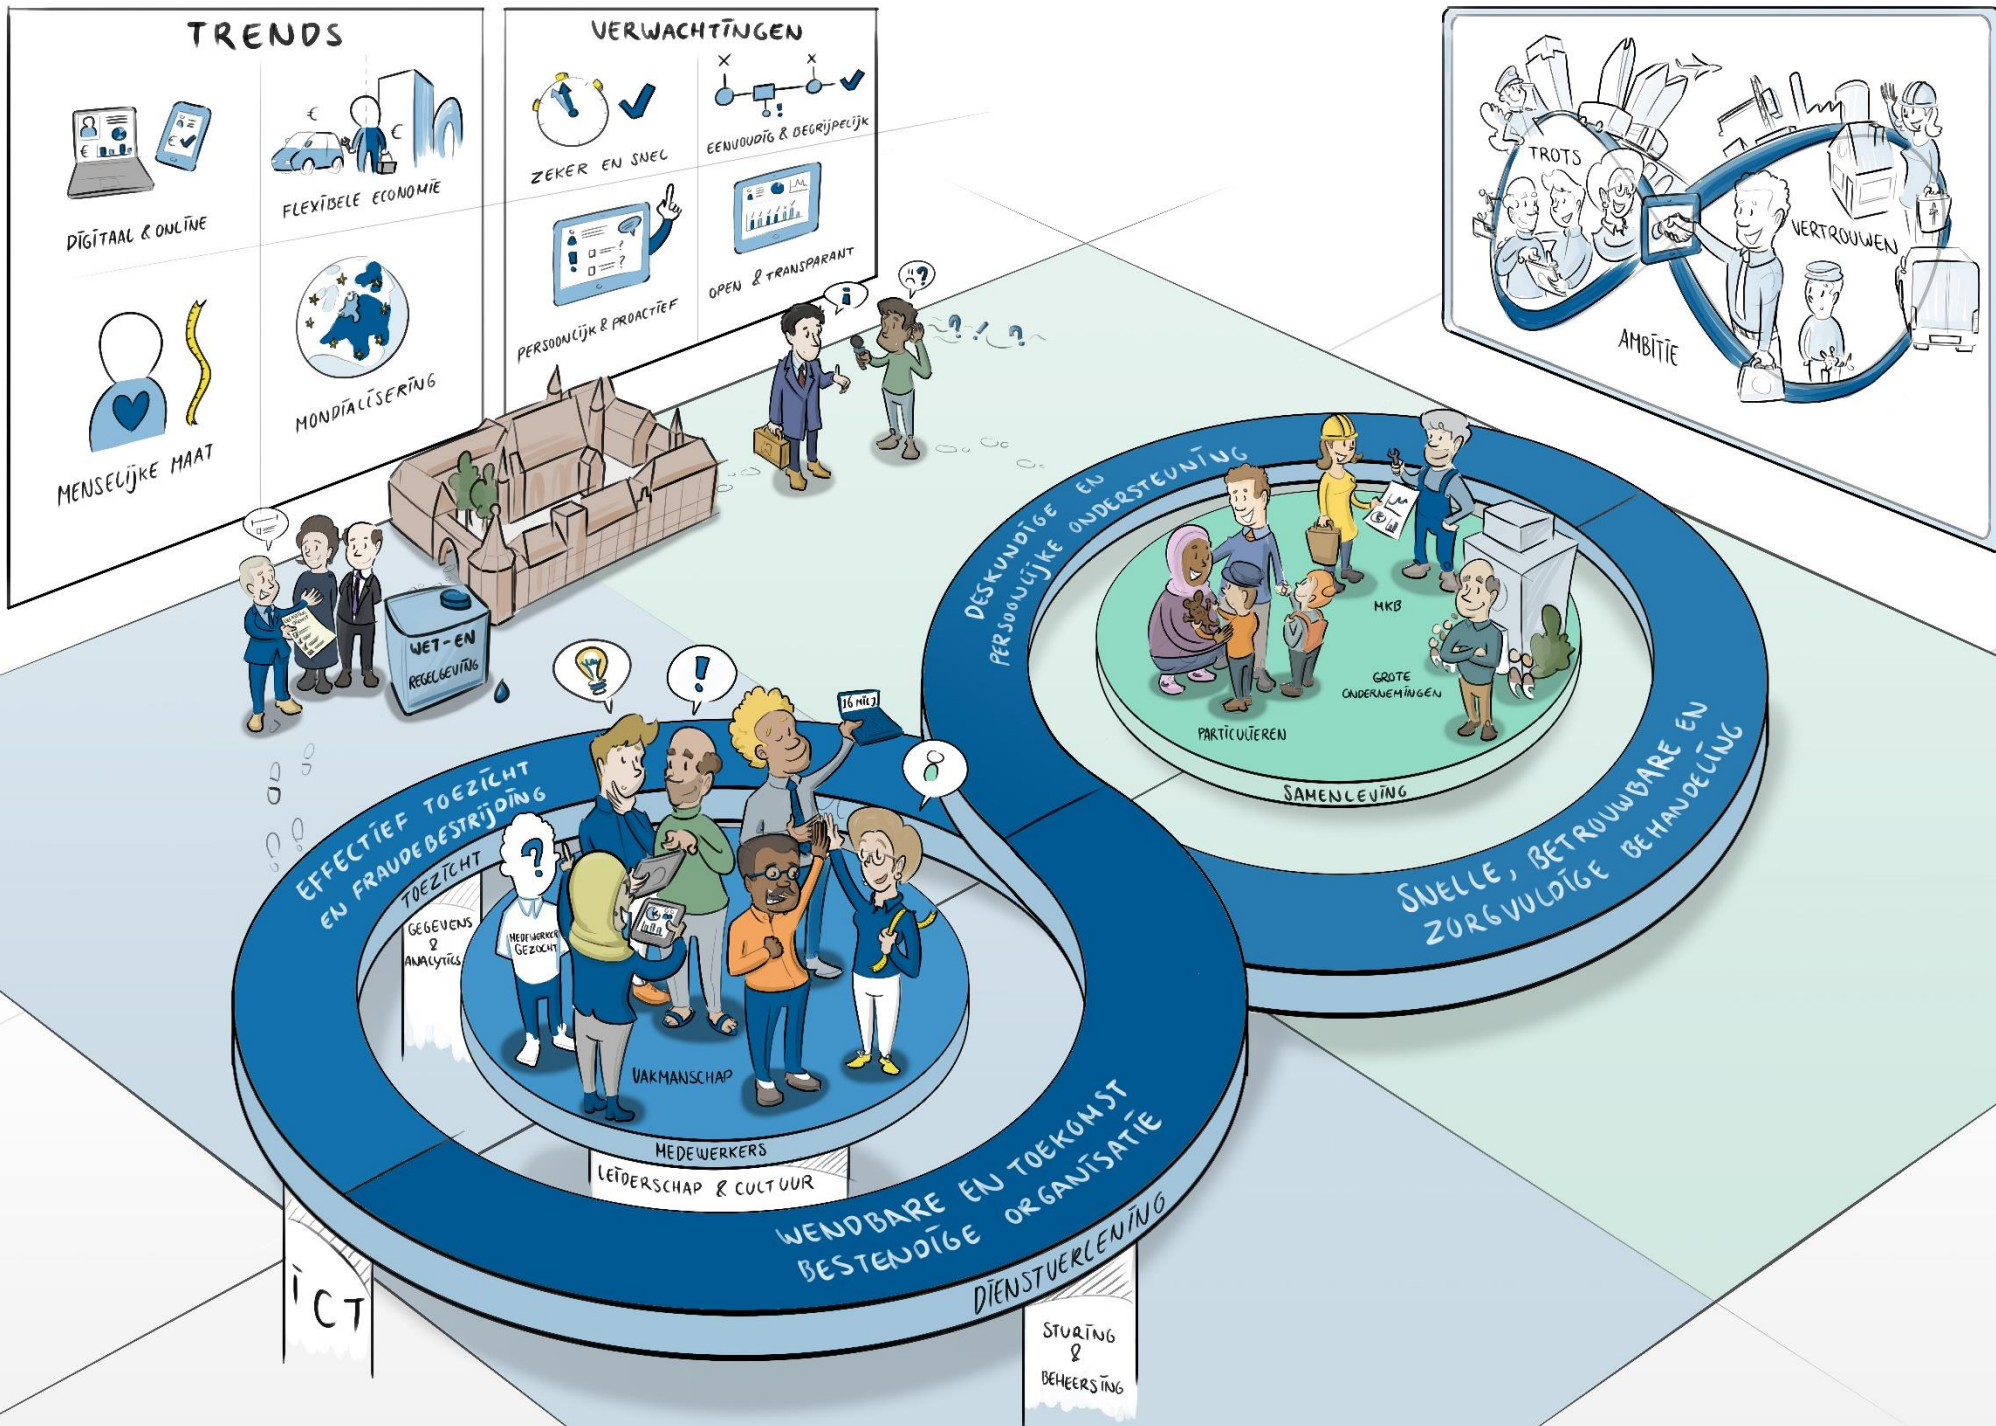 TRENDS
DIGITAAL & ONLINE
FLEXIBELE ECONOMIE
MENSELIJKE MAAT
MONDIALISERING
VERWACHTINGEN
ZEKER EN SNEL
EENVOUDIG & BEGRIJPELIJK
PERSOONLIJK & PROACTIEF
OPEN & TRANSPARANT
TROTS
VERTROUWEN
AMBITIE
WET- EN
REGELGEVING
DESKUNDIGE EN
PERSOONLIJKE ONDERSTEUNING
MKB
GROTE
ONDERNEMINGEN
PARTICULIEREN
SAMENLEVING
SNELLE, BETROUWBARE EN
ZORGVULDIGE BEHANDELING
16 MILJ.
EFFECTIEF TOEZICHT
EN FRAUDEBESTRIJDING
TOEZICHT
GEGEVENS
&
ANALYTICS
MEDEWERKER
GEZOCHT
VAKMANSCHAP
MEDEWERKERS
LEIDERSCHAP & CULTUUR
WENDBARE EN TOEKOMST
BESTENDIGE ORGANISATIE
DIENSTVERLENING
ICT
STURING
&
BEHEERSING